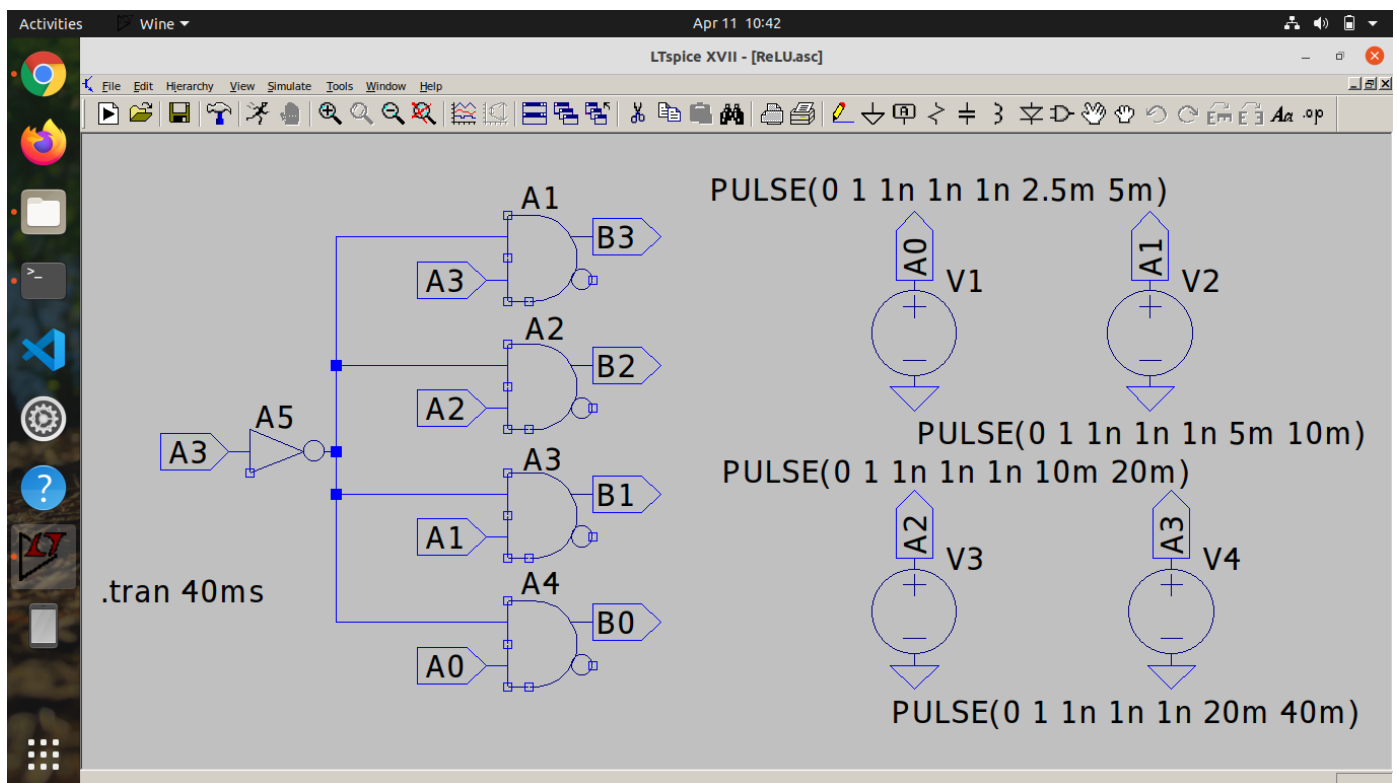 Activities
Wine
Apr 11 10:42
LTspice XVII - [ReLU.asc]
File Edit Hierarchy View Simulate Tools Window Help
Aa .op
A1
B3
A3
A2
B2
A2
A5
A3
A3
B1
A1
A4
B0
A0
.tran 40ms
PULSE(0 1 1n 1n 1n 2.5m 5m)
A0
V1
A1
V2
PULSE(0 1 1n 1n 1n 5m 10m)
PULSE(0 1 1n 1n 1n 10m 20m)
A2
V3
A3
V4
PULSE(0 1 1n 1n 1n 20m 40m)